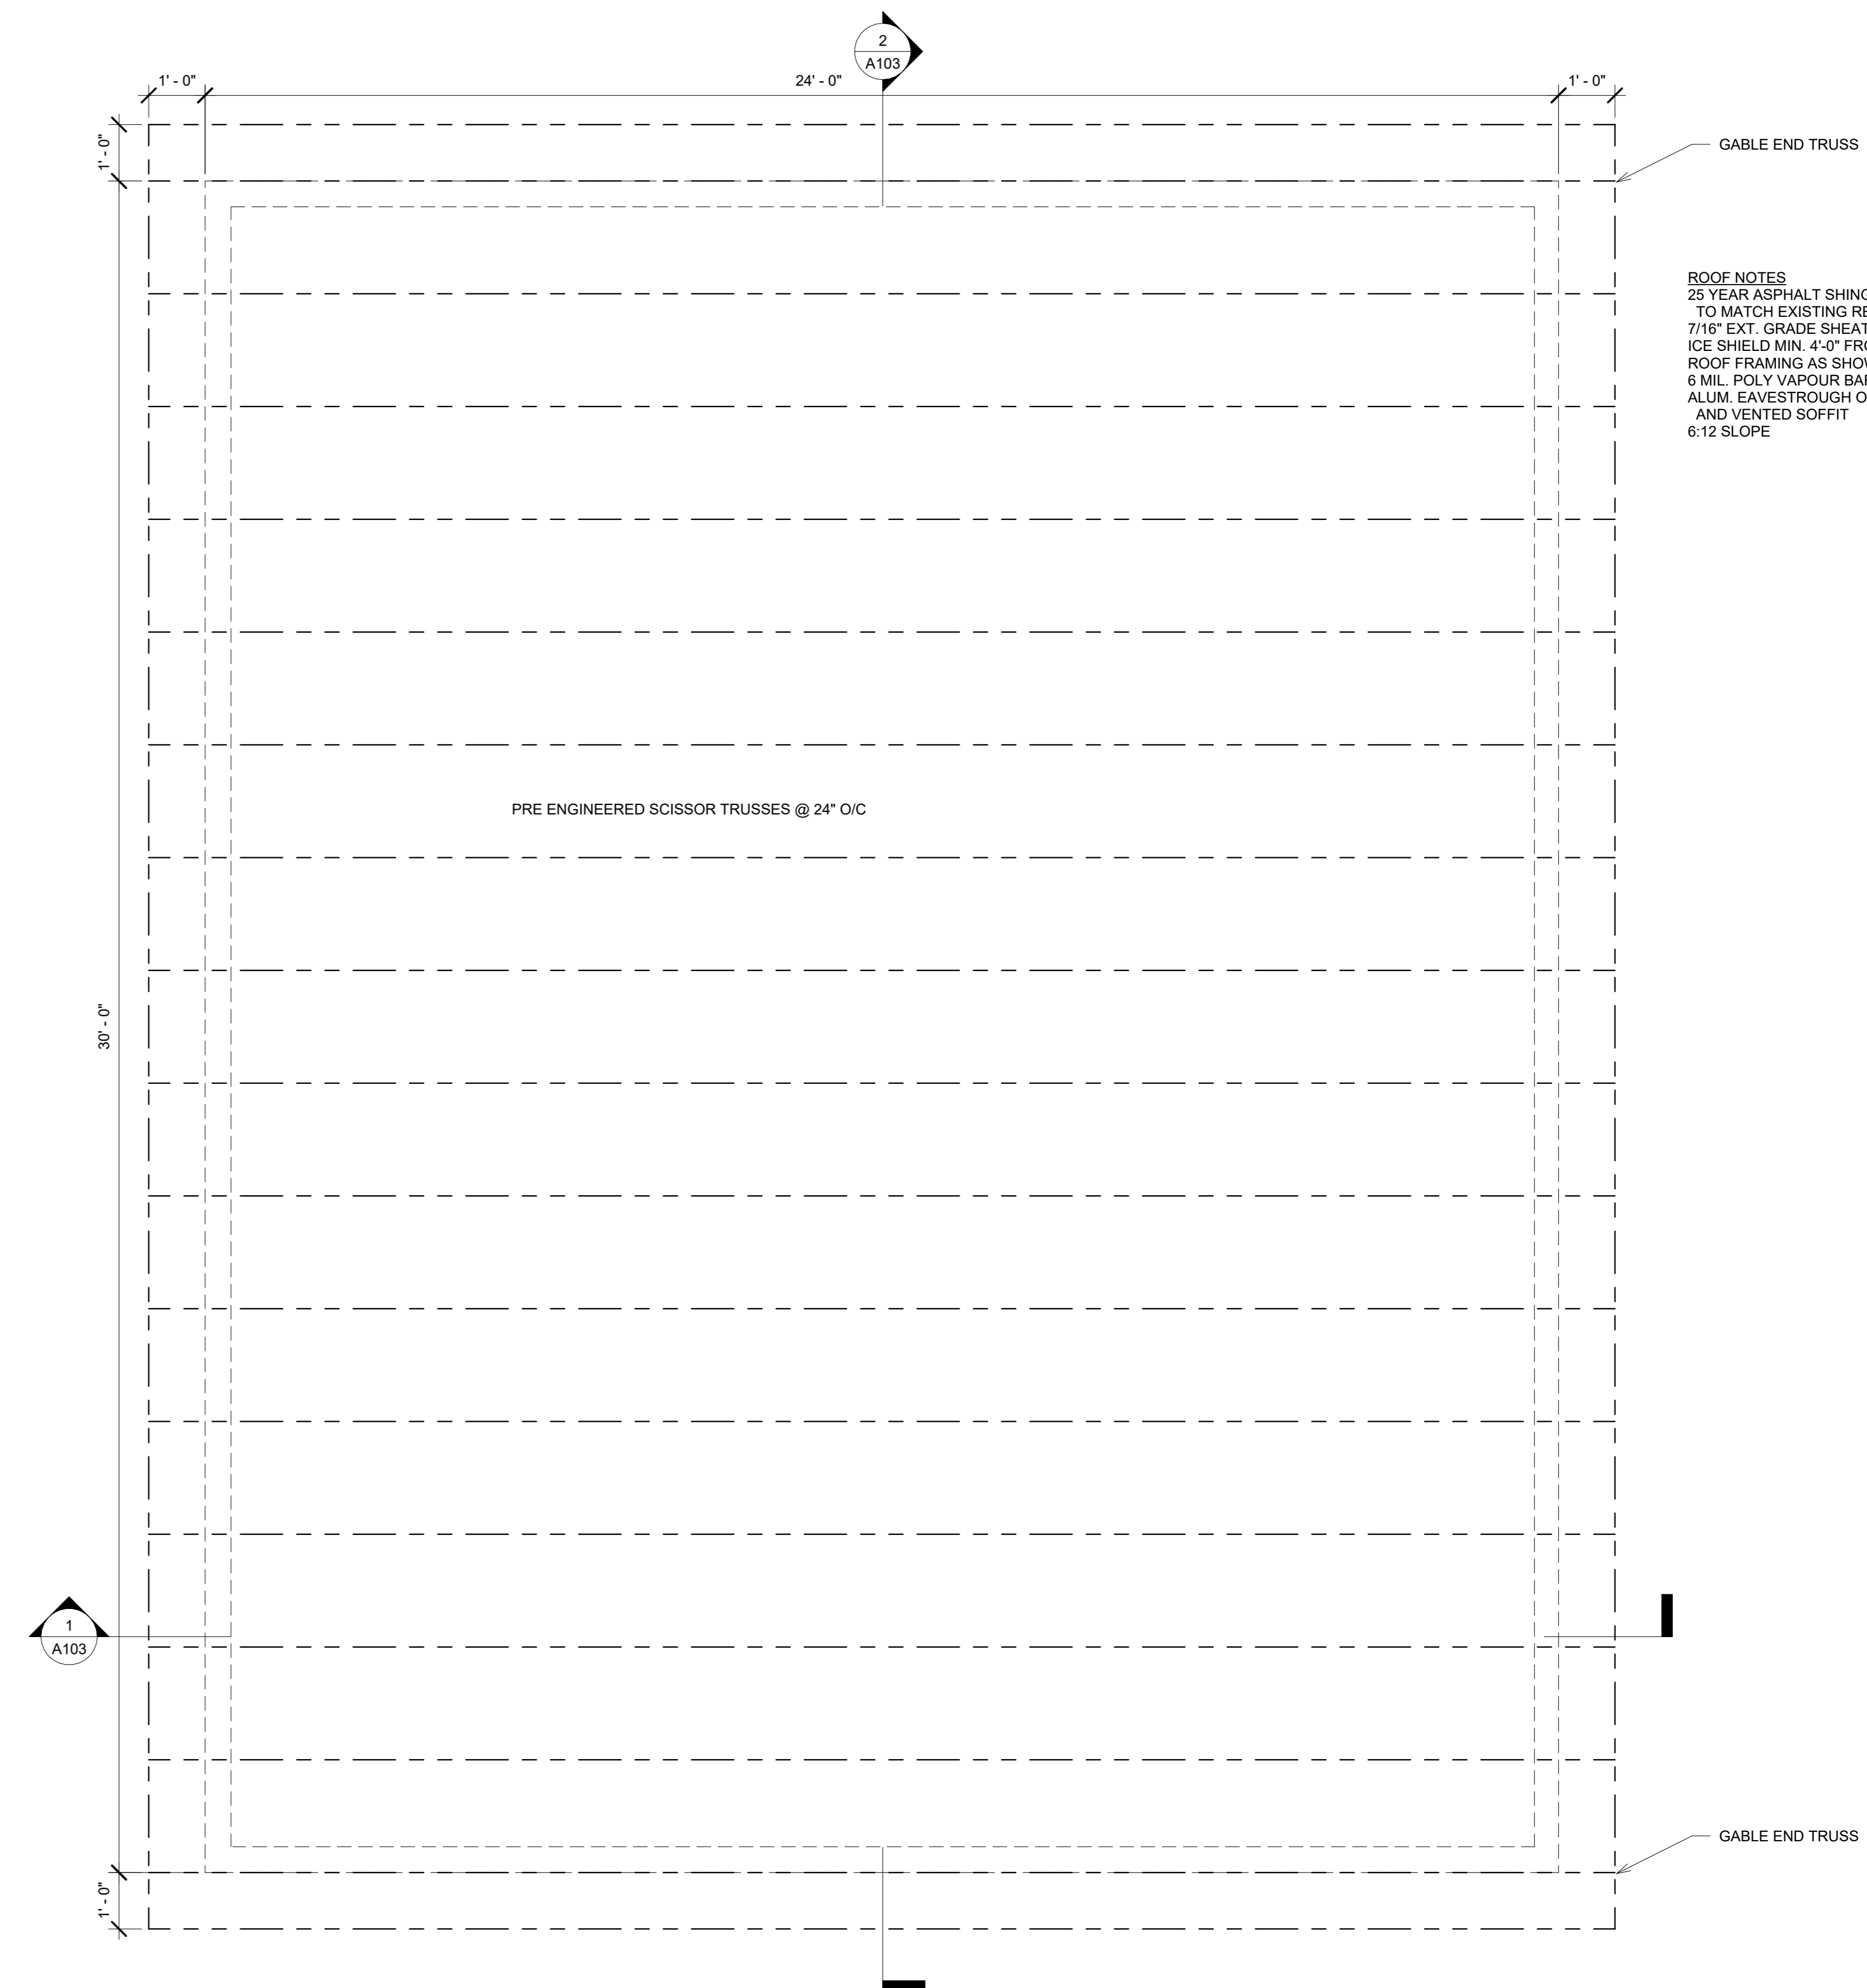 2
A103
1' - 0"
24' - 0"
1' - 0"
1' - 0"
GABLE END TRUSS
ROOF NOTES
25 YEAR ASPHALT
TO MATCH EXISTING
7/16" EXT. GRADE
ICE SHIELD MIN. 4'-0"
ROOF FRAMING AS
6 MIL. POLY VAPOUR
ALUM. EAVESTROUGH
AND VENTED SOFFIT
6:12 SLOPE
PRE ENGINEERED SCISSOR TRUSSES @ 24" O/C
30' - 0"
1
A103
GABLE END TRUSS
1' - 0"